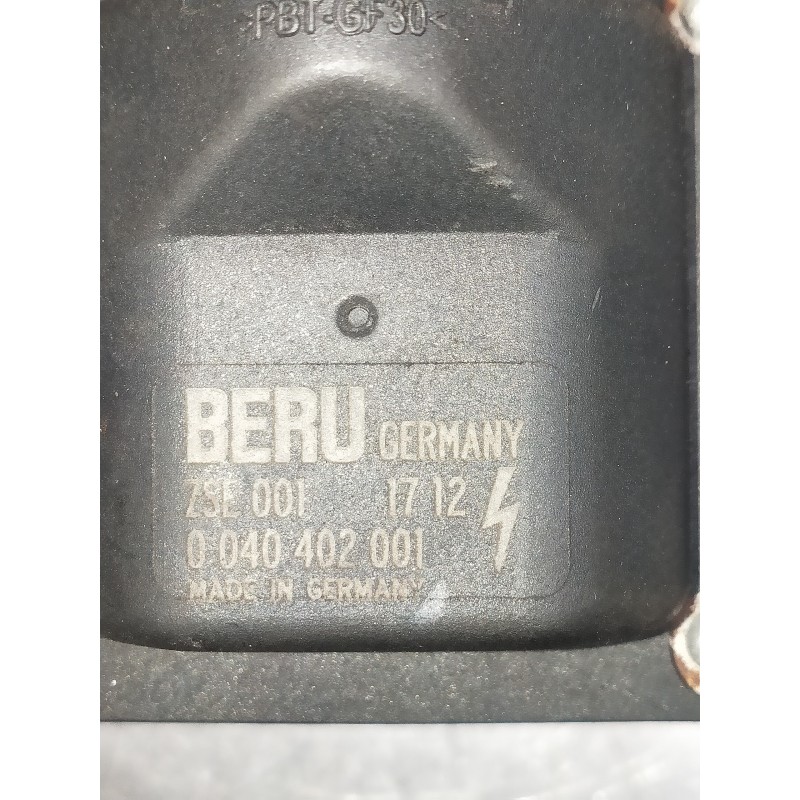 >PBT-GF30<
BERU GERMANY
ZSE 001 17 12
0 040 402 001
MADE IN GERMANY